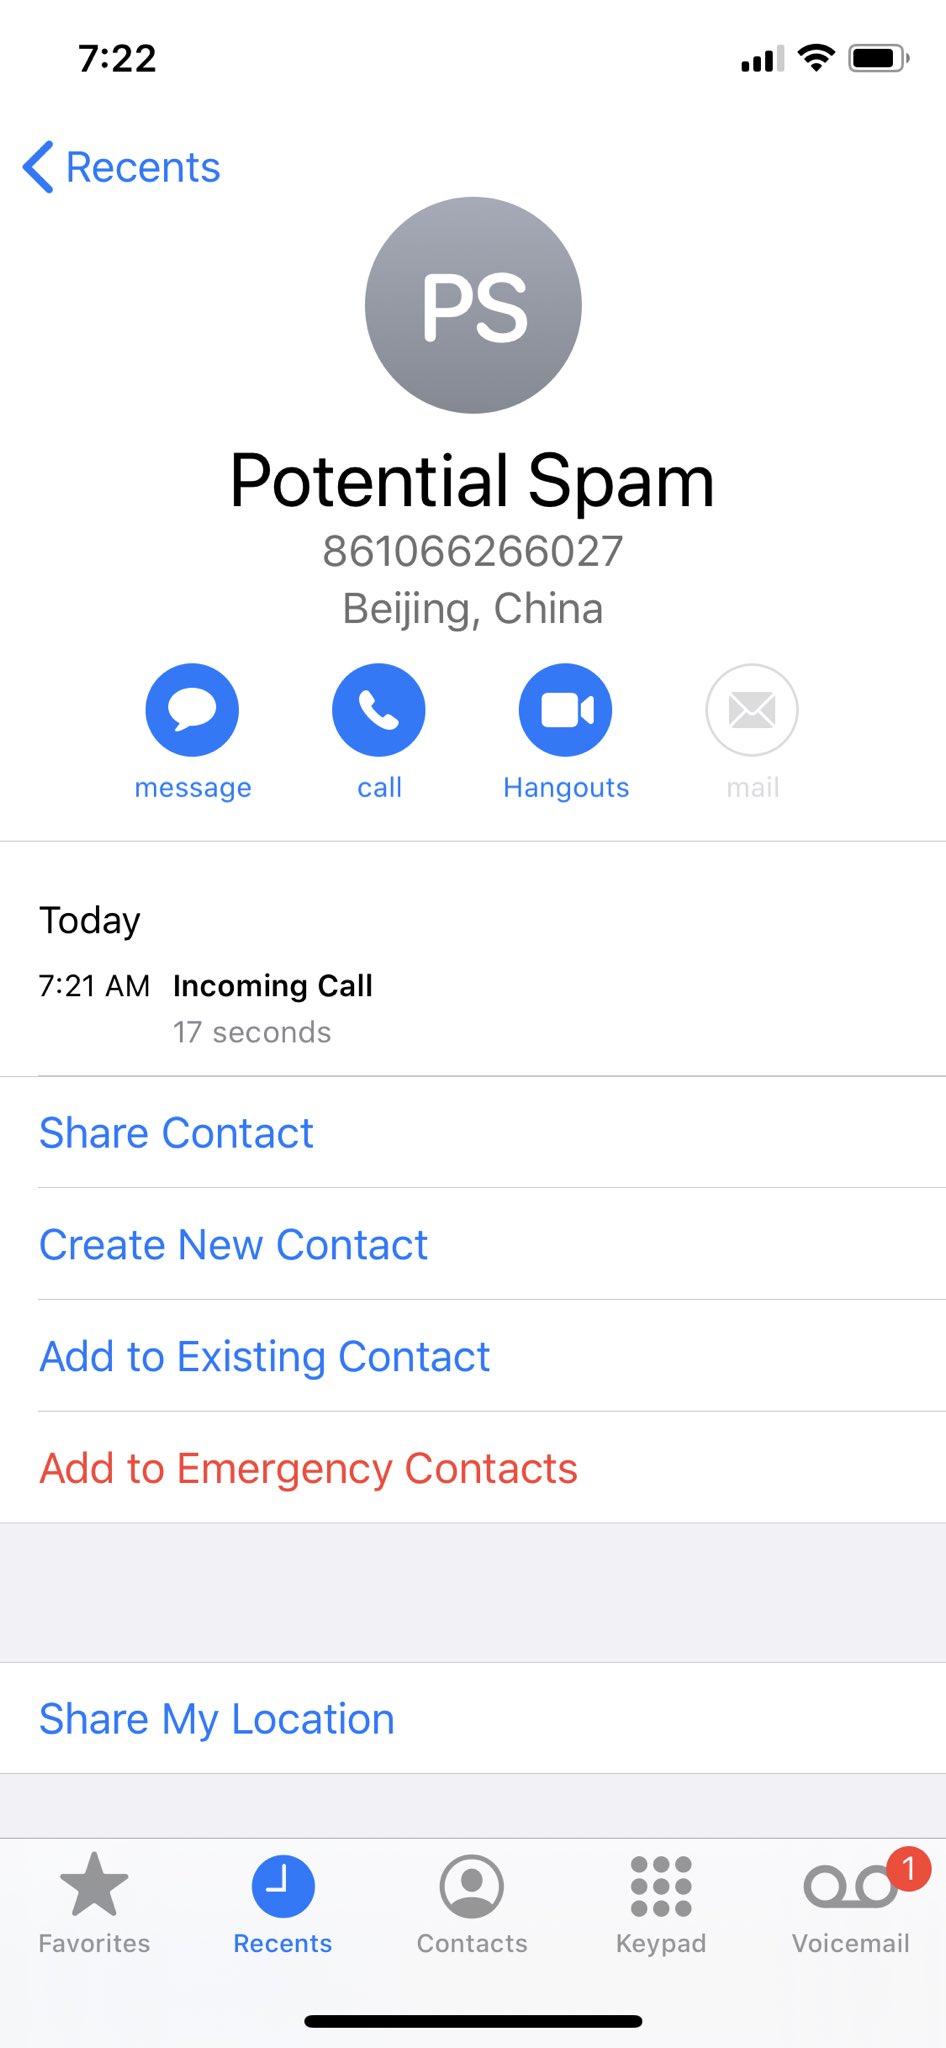 7:22
Recents
PS
Potential Spam
861066266027
Beijing, China
message call Hangouts mail
Today
7:21 AM Incoming Call
17 seconds
Share Contact
Create New Contact
Add to Existing Contact
Add to Emergency Contacts
Share My Location
1
Favorites Recents Contacts Keypad Voicemail